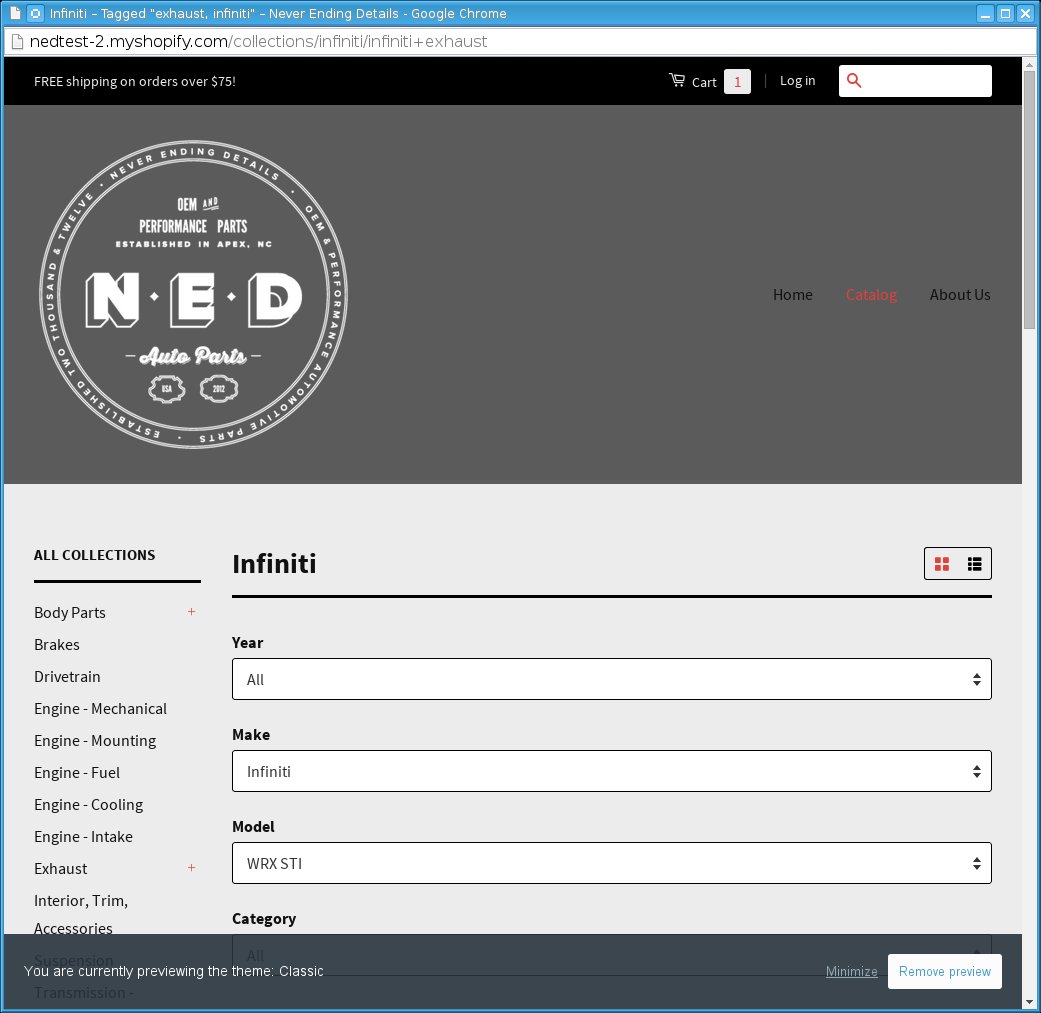 Infiniti – Tagged "exhaust, infiniti" – Never Ending Details - Google Chrome
nedtest-2.myshopify.com/collections/infiniti/infiniti+exhaust
FREE shipping on orders over $75!
Cart 1 | Log in
• NEVER ENDING DETAILS • OEM & PERFORMANCE AUTOMOTIVE PARTS • ESTABLISHED TWO THOUSAND & TWELVE
OEM AND
PERFORMANCE PARTS
ESTABLISHED IN APEX, NC
N·E·D
– Auto Parts –
USA 2012
Home Catalog About Us
ALL COLLECTIONS
Body Parts +
Brakes
Drivetrain
Engine - Mechanical
Engine - Mounting
Engine - Fuel
Engine - Cooling
Engine - Intake
Exhaust +
Interior, Trim,
Accessories
Suspension
Transmission -
Infiniti
Year
All
Make
Infiniti
Model
WRX STI
Category
All
You are currently previewing the theme: Classic
Minimize Remove preview